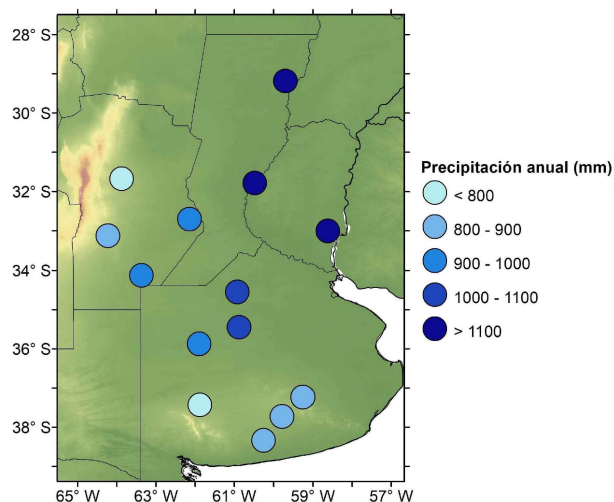 28° S
30° S
32° S
34° S
36° S
38° S
65° W 63° W 61° W 59° W 57° W
Precipitación anual (mm)
< 800
800 - 900
900 - 1000
1000 - 1100
> 1100